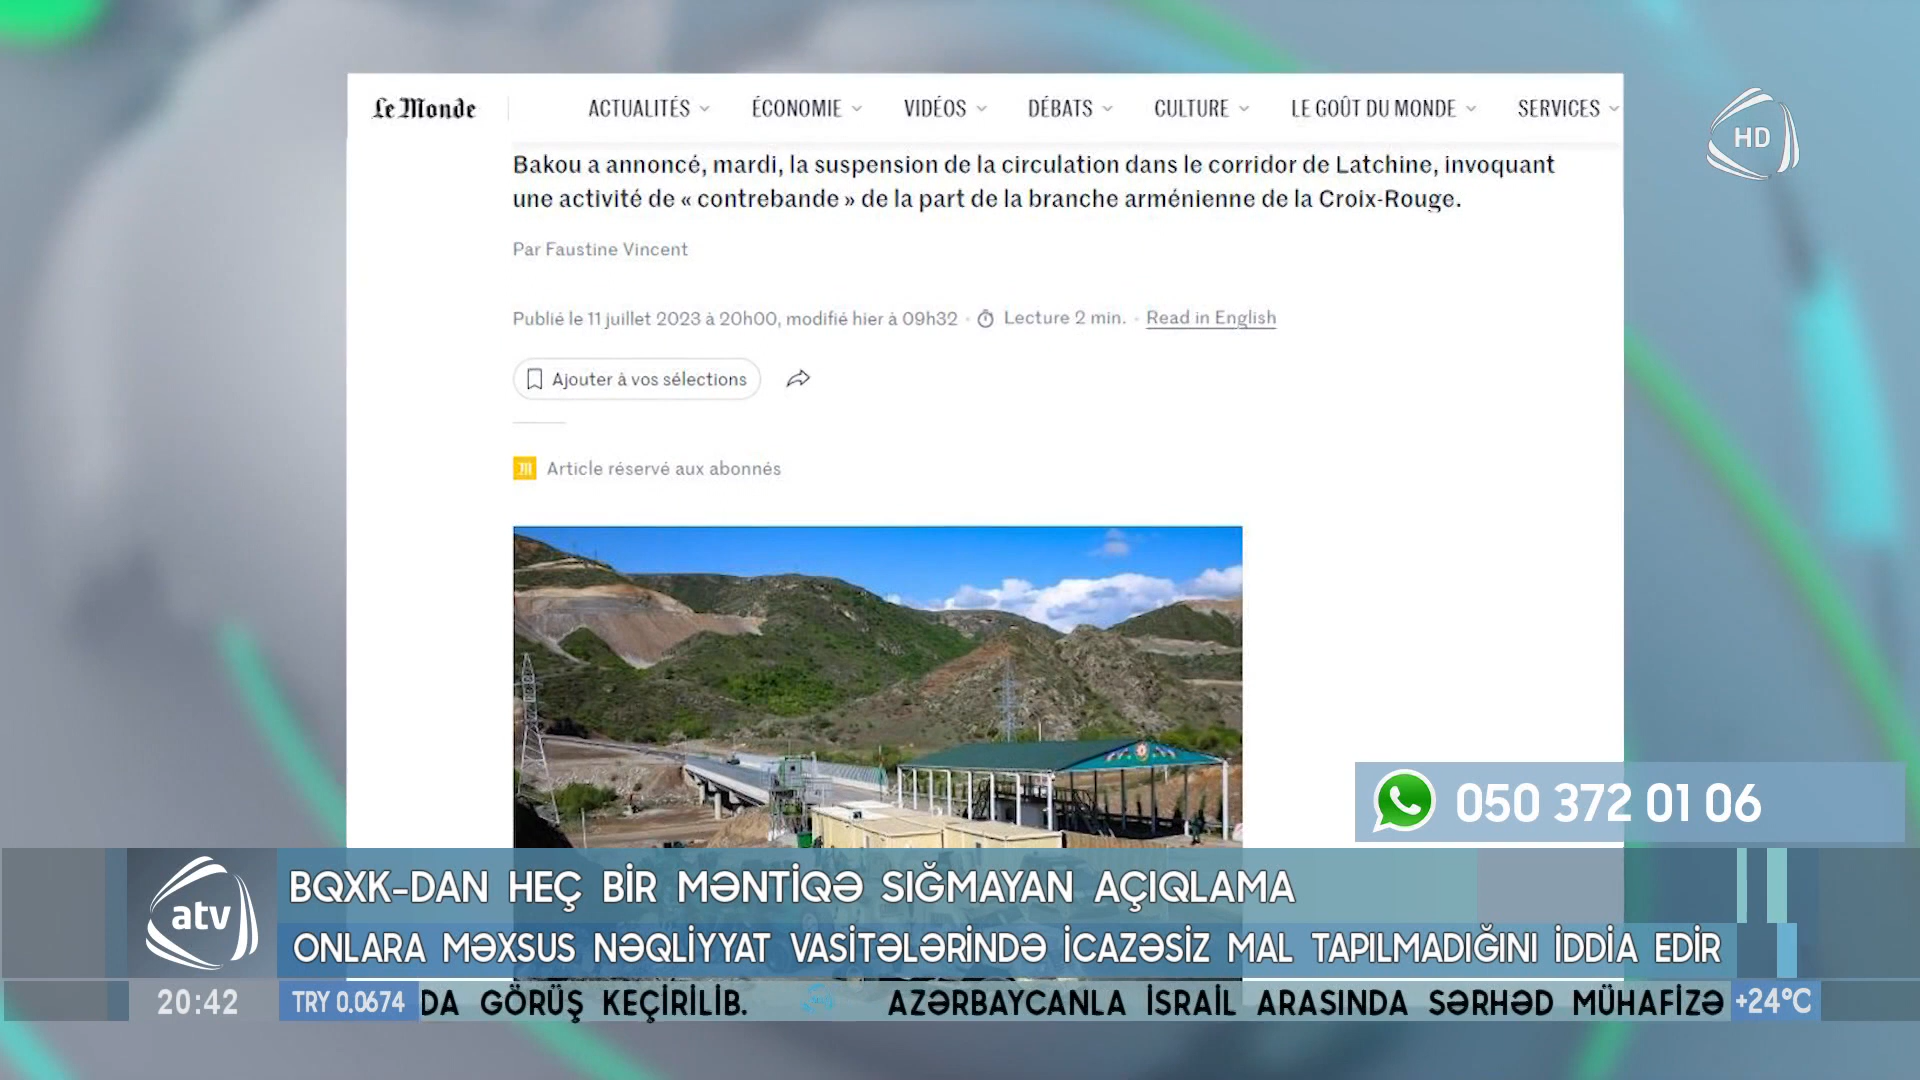 Le Monde
ACTUALITÉS ÉCONOMIE VIDÉOS DÉBATS CULTURE LE GOÛT DU MONDE SERVICES
HD
Bakou a annoncé, mardi, la suspension de la circulation dans le corridor de Latchine, invoquant
une activité de « contrebande » de la part de la branche arménienne de la Croix-Rouge.
Par Faustine Vincent
Publié le 11 juillet 2023 à 20h00, modifié hier à 09h32 • Lecture 2 min. • Read in English
Ajouter à vos sélections
Article réservé aux abonnés
050 372 01 06
atv
BQXK-DAN HEÇ BİR MƏNTİQƏ SIĞMAYAN AÇIQLAMA
ONLARA MƏXSUS NƏQLİYYAT VASİTƏLƏRİNDƏ İCAZƏSİZ MAL TAPILMADIĞINI İDDİA EDİR
20:42 TRY 0.0674 DA GÖRÜŞ KEÇİRİLİB. AZƏRBAYCANLA İSRAİL ARASINDA SƏRHƏD MÜHAFİZƏ +24°C